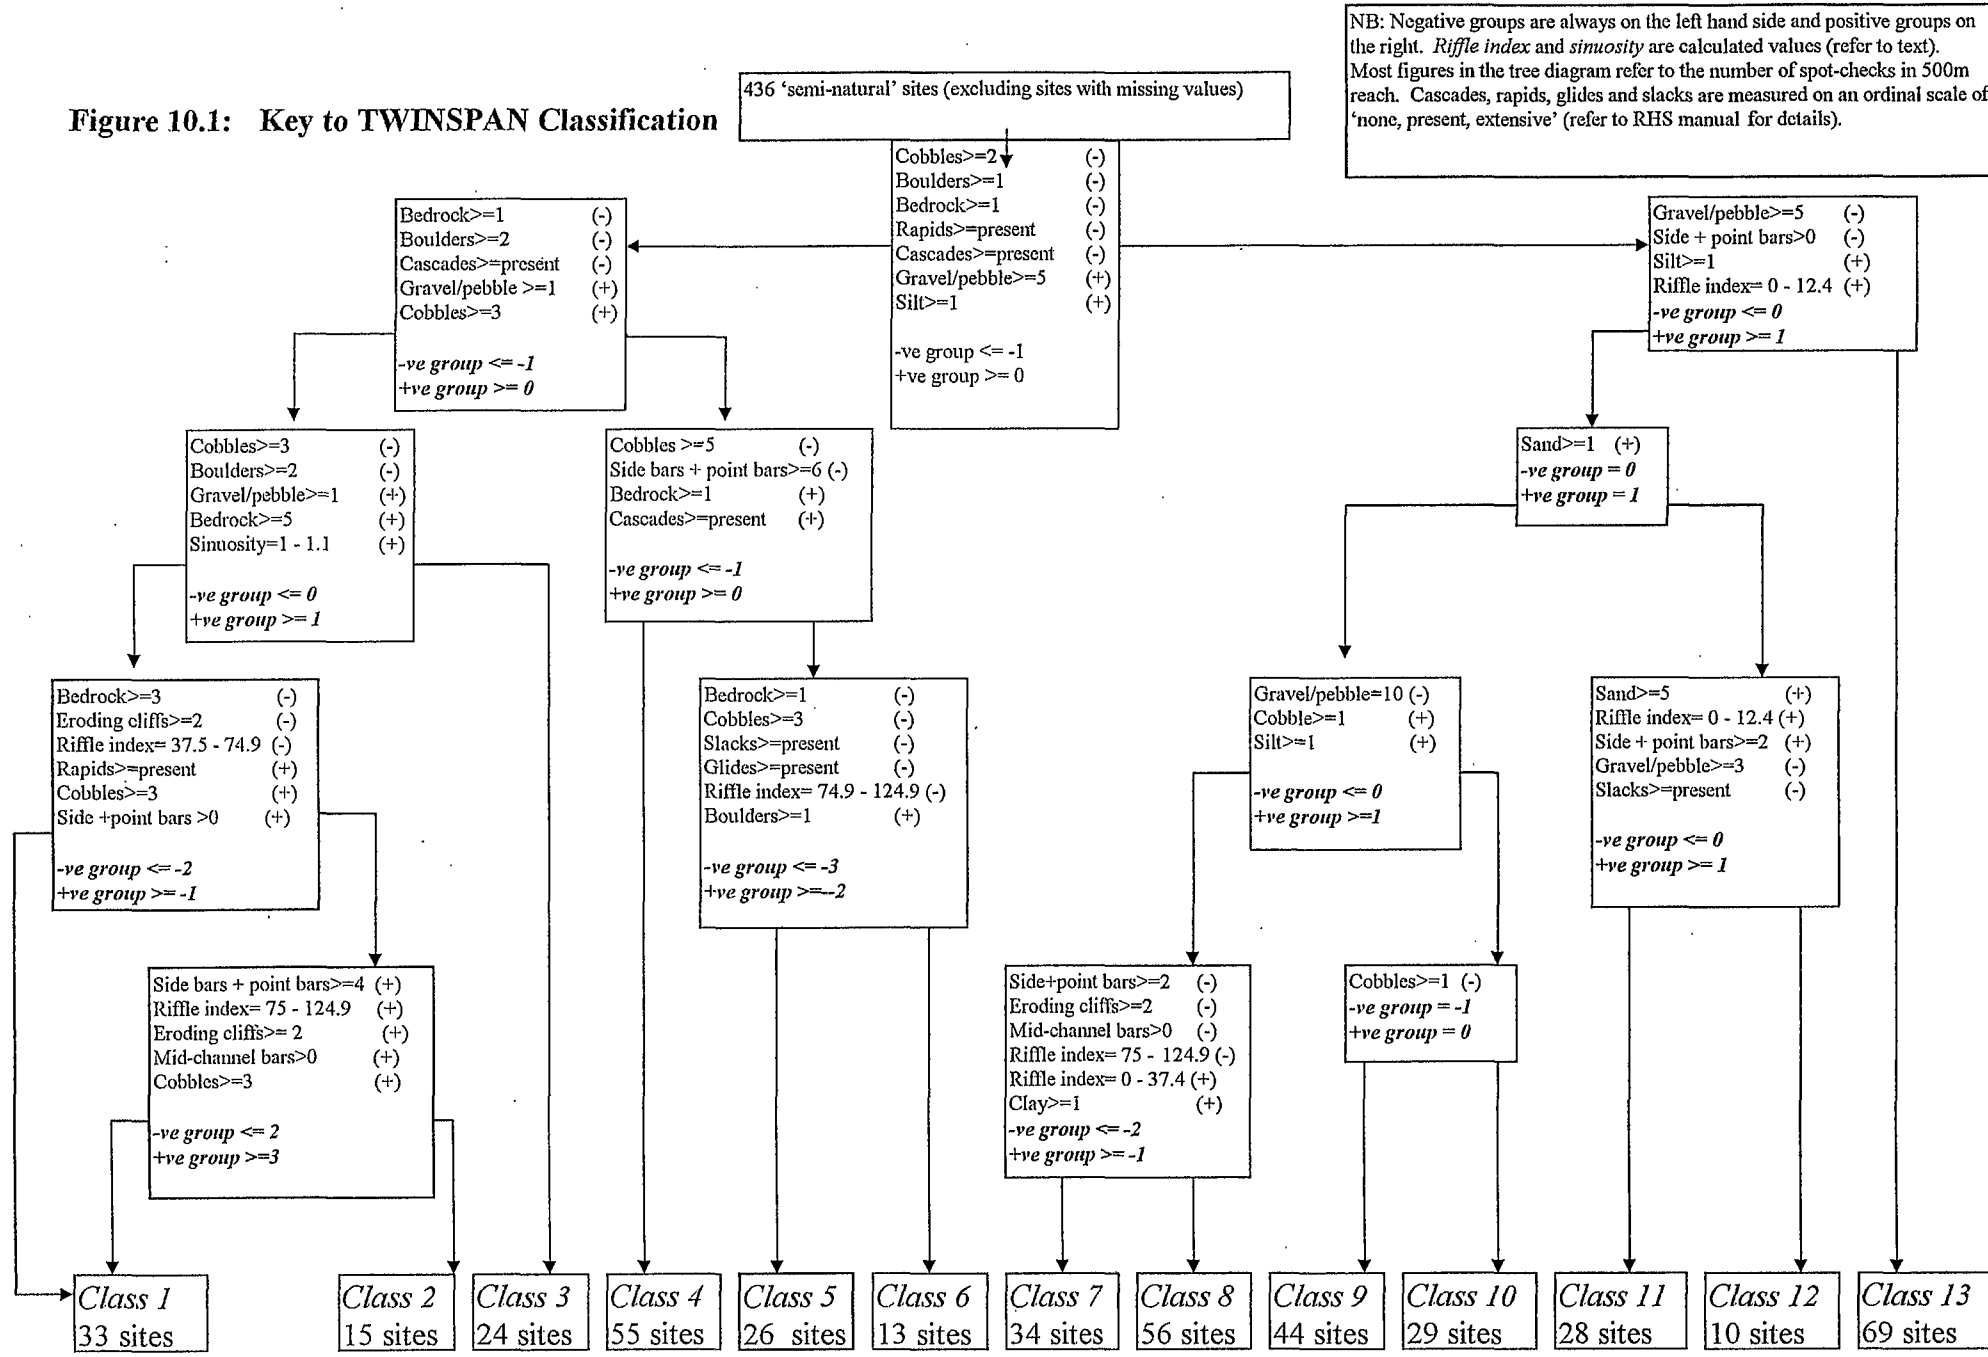 Figure 10.1: Key to TWINSPAN Classification
436 'semi-natural' sites (excluding sites with missing values)
NB: Negative groups are always on the left hand side and positive groups on
the right. Riffle index and sinuosity are calculated values (refer to text).
Most figures in the tree diagram refer to the number of spot-checks in 500m
reach. Cascades, rapids, glides and slacks are measured on an ordinal scale of
'none, present, extensive' (refer to RHS manual for details).
Cobbles>=2 (-)
Boulders>=1 (-)
Bedrock>=1 (-)
Rapids>=present (-)
Cascades>=present (-)
Gravel/pebble>=5 (+)
Silt>=1 (+)
-ve group <= -1
+ve group >= 0
Bedrock>=1 (-)
Boulders>=2 (-)
Cascades>=present (-)
Gravel/pebble >=1 (+)
Cobbles>=3 (+)
-ve group <= -1
+ve group >= 0
Gravel/pebble>=5 (-)
Side + point bars>0 (-)
Silt>=1 (+)
Riffle index= 0 - 12.4 (+)
-ve group <= 0
+ve group >= 1
Cobbles>=3 (-)
Boulders>=2 (-)
Gravel/pebble>=1 (+)
Bedrock>=5 (+)
Sinuosity=1 - 1.1 (+)
-ve group <= 0
+ve group >= 1
Cobbles >=5 (-)
Side bars + point bars>=6 (-)
Bedrock>=1 (+)
Cascades>=present (+)
-ve group <= -1
+ve group >= 0
Sand>=1 (+)
-ve group = 0
+ve group = 1
Bedrock>=3 (-)
Eroding cliffs>=2 (-)
Riffle index= 37.5 - 74.9 (-)
Rapids>=present (+)
Cobbles>=3 (+)
Side +point bars >0 (+)
-ve group <= -2
+ve group >= -1
Bedrock>=1 (-)
Cobbles>=3 (-)
Slacks>=present (-)
Glides>=present (-)
Riffle index= 74.9 - 124.9 (-)
Boulders>=1 (+)
-ve group <= -3
+ve group >=--2
Gravel/pebble=10 (-)
Cobble>=1 (+)
Silt>=1 (+)
-ve group <= 0
+ve group >=1
Sand>=5 (+)
Riffle index= 0 - 12.4 (+)
Side + point bars>=2 (+)
Gravel/pebble>=3 (-)
Slacks>=present (-)
-ve group <= 0
+ve group >= 1
Side bars + point bars>=4 (+)
Riffle index= 75 - 124.9 (+)
Eroding cliffs>= 2 (+)
Mid-channel bars>0 (+)
Cobbles>=3 (+)
-ve group <= 2
+ve group >=3
Side+point bars>=2 (-)
Eroding cliffs>=2 (-)
Mid-channel bars>0 (-)
Riffle index= 75 - 124.9 (-)
Riffle index= 0 - 37.4 (+)
Clay>=1 (+)
-ve group <= -2
+ve group >= -1
Cobbles>=1 (-)
-ve group = -1
+ve group = 0
Class 1
33 sites
Class 2
15 sites
Class 3
24 sites
Class 4
55 sites
Class 5
26 sites
Class 6
13 sites
Class 7
34 sites
Class 8
56 sites
Class 9
44 sites
Class 10
29 sites
Class 11
28 sites
Class 12
10 sites
Class 13
69 sites